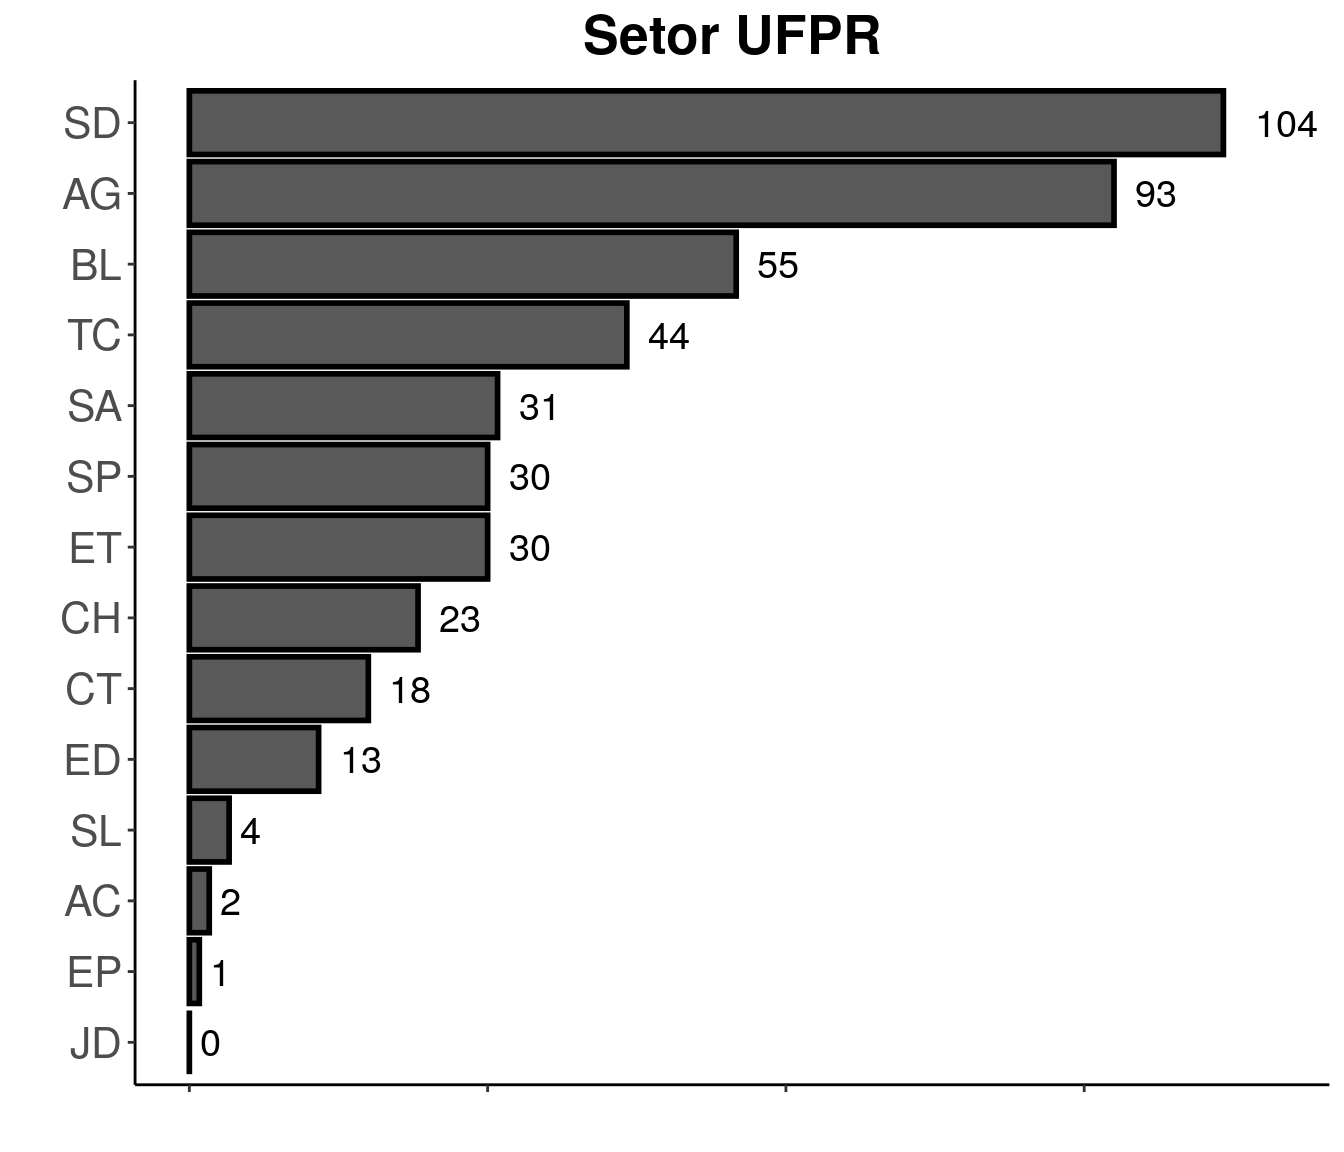 Setor UFPR
SD 104
AG 93
BL 55
TC 44
SA 31
SP 30
ET 30
CH 23
CT 18
ED 13
SL 4
AC 2
EP 1
JD 0